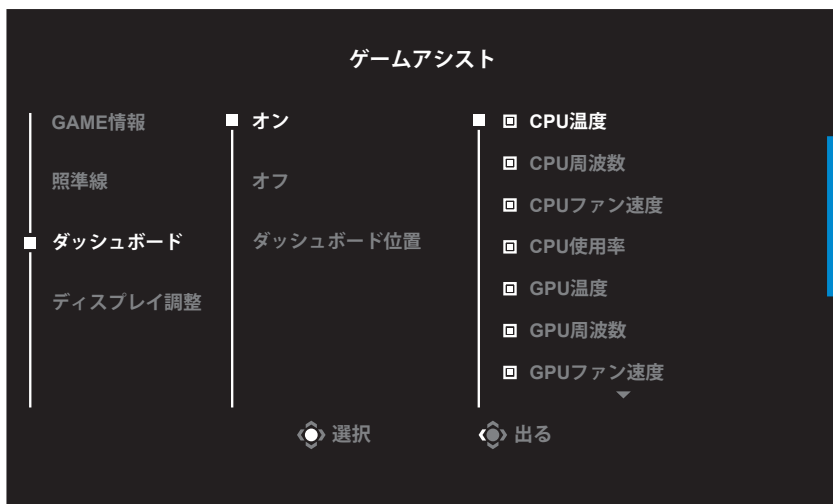 ゲームアシスト
GAME情報
照準線
ダッシュボード
ディスプレイ調整
オン
オフ
ダッシュボード位置
CPU温度
CPU周波数
CPUファン速度
CPU使用率
GPU温度
GPU周波数
GPUファン速度
選択
出る